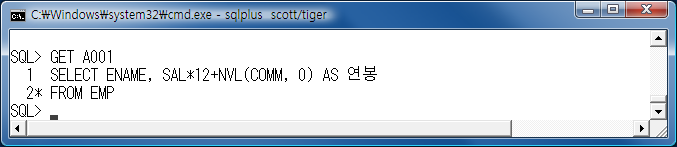 C:₩Windows₩system32₩cmd.exe - sqlplus  scott/tiger
SQL> GET A001
  1  SELECT ENAME, SAL*12+NVL(COMM, 0) AS 연봉
  2* FROM EMP
SQL>